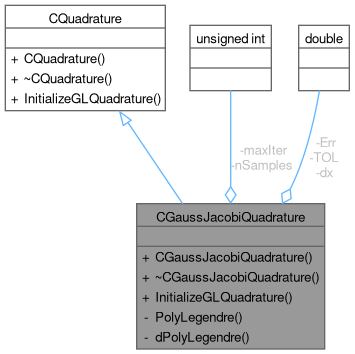 CQuadrature
+ CQuadrature()
+ ~CQuadrature()
+ InitializeGLQuadrature()
unsigned int
double
-maxIter
-nSamples
-Err
-TOL
-dx
CGaussJacobiQuadrature
+ CGaussJacobiQuadrature()
+ ~CGaussJacobiQuadrature()
+ InitializeGLQuadrature()
- PolyLegendre()
- dPolyLegendre()